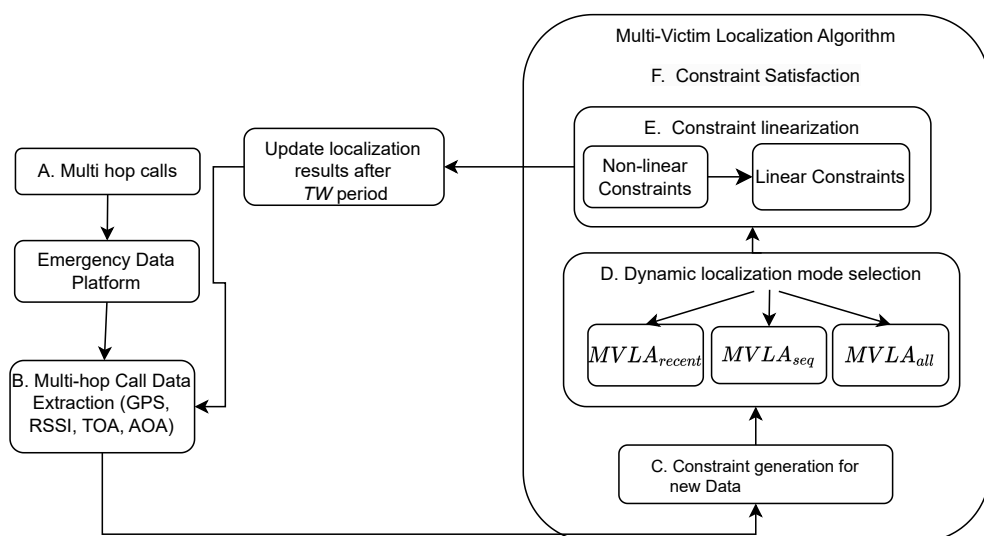 Multi-Victim Localization Algorithm
F. Constraint Satisfaction
E. Constraint linearization
Non-linear
Constraints
Linear Constraints
Update localization
results after
TW period
A. Multi hop calls
Emergency Data
Platform
B. Multi-hop Call Data
Extraction (GPS,
RSSI, TOA, AOA)
D. Dynamic localization mode selection
MVLA_recent
MVLA_seq
MVLA_all
C. Constraint generation for
new Data